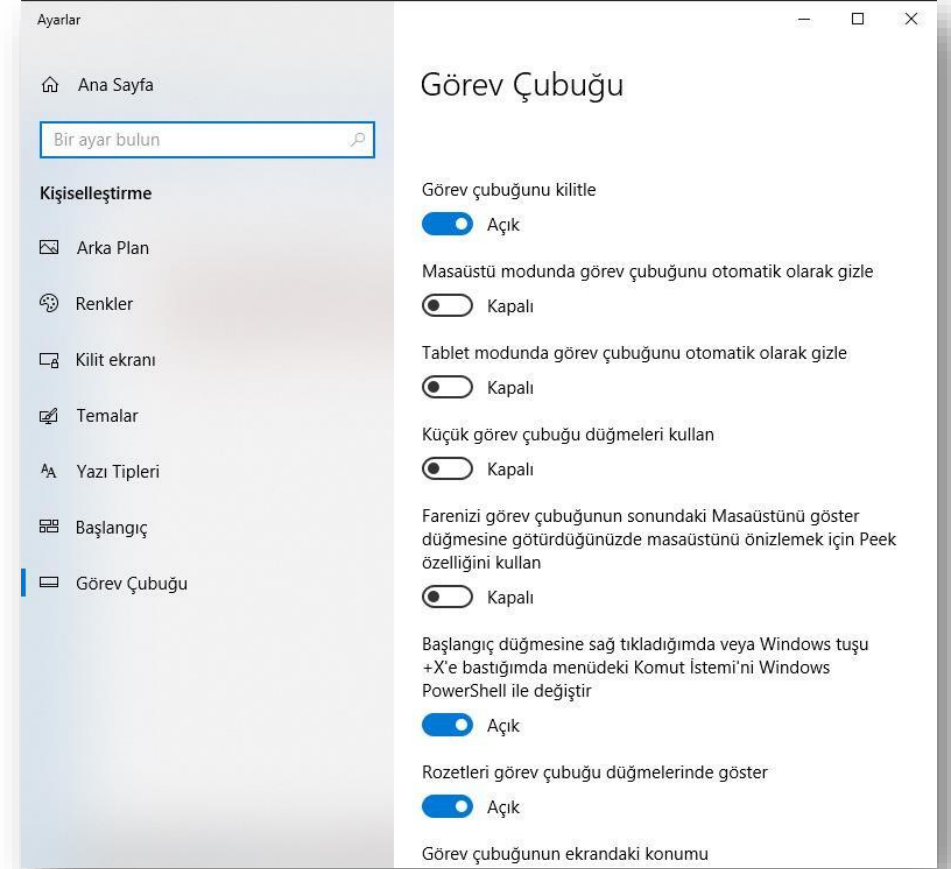 Ayarlar
Ana Sayfa
Bir ayar bulun
Kişiselleştirme
Arka Plan
Renkler
Kilit ekranı
Temalar
Yazı Tipleri
Başlangıç
Görev Çubuğu
Görev Çubuğu
Görev çubuğunu kilitle
Açık
Masaüstü modunda görev çubuğunu otomatik olarak gizle
Kapalı
Tablet modunda görev çubuğunu otomatik olarak gizle
Kapalı
Küçük görev çubuğu düğmeleri kullan
Kapalı
Farenizi görev çubuğunun sonundaki Masaüstünü göster
düğmesine götürdüğünüzde masaüstünü önizlemek için Peek
özelliğini kullan
Kapalı
Başlangıç düğmesine sağ tıkladığımda veya Windows tuşu
+X'e bastığımda menüdeki Komut İstemi'ni Windows
PowerShell ile değiştir
Açık
Rozetleri görev çubuğu düğmelerinde göster
Açık
Görev çubuğunun ekrandaki konumu